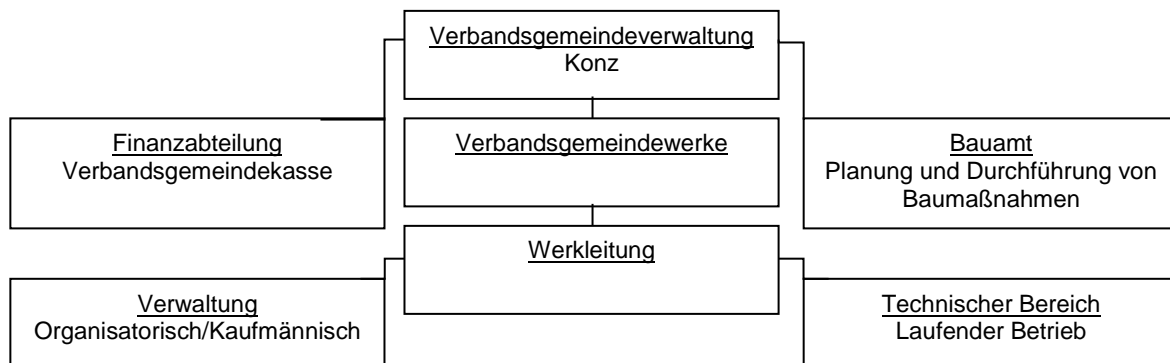 Verbandsgemeindeverwaltung
Konz
Finanzabteilung
Verbandsgemeindekasse
Verbandsgemeindewerke
Bauamt
Planung und Durchführung von
Baumaßnahmen
Werkleitung
Verwaltung
Organisatorisch/Kaufmännisch
Technischer Bereich
Laufender Betrieb